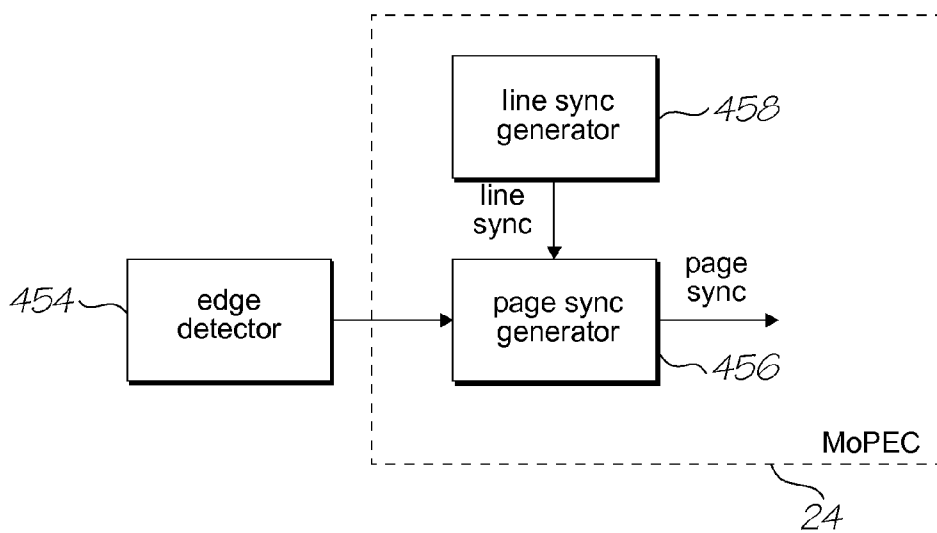 line sync
generator
458
line
sync
454
edge
detector
page sync
generator
page
sync
456
MoPEC
24